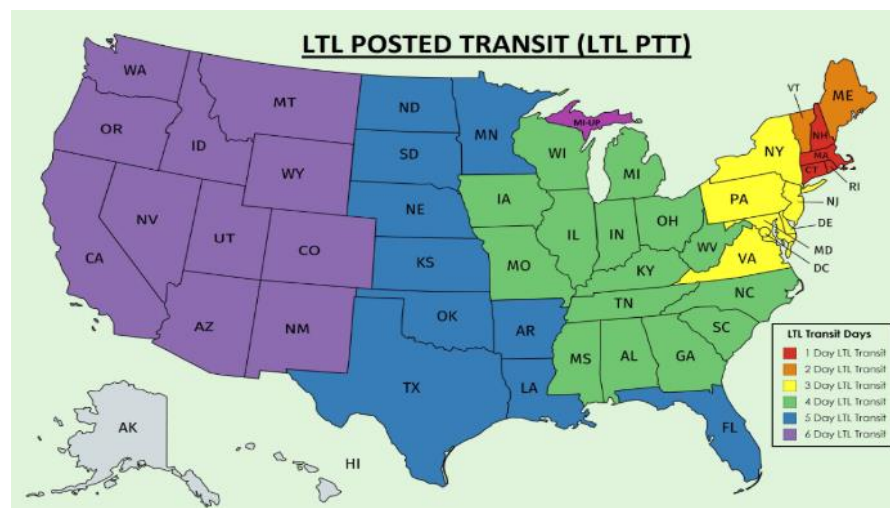 LTL POSTED TRANSIT (LTL PTT)
WA
MT
ND
MN
OR
ID
SD
WY
MI-UP
WI
MI
VT
ME
NH
NY
MA
CT
RI
NJ
PA
DE
MD
DC
NV
UT
CO
NE
IA
IL
IN
OH
WV
VA
CA
KS
MO
KY
NC
AZ
NM
OK
AR
TN
SC
TX
LA
MS
AL
GA
FL
AK
HI
LTL Transit Days
1 Day LTL Transit
2 Day LTL Transit
3 Day LTL Transit
4 Day LTL Transit
5 Day LTL Transit
6 Day LTL Transit